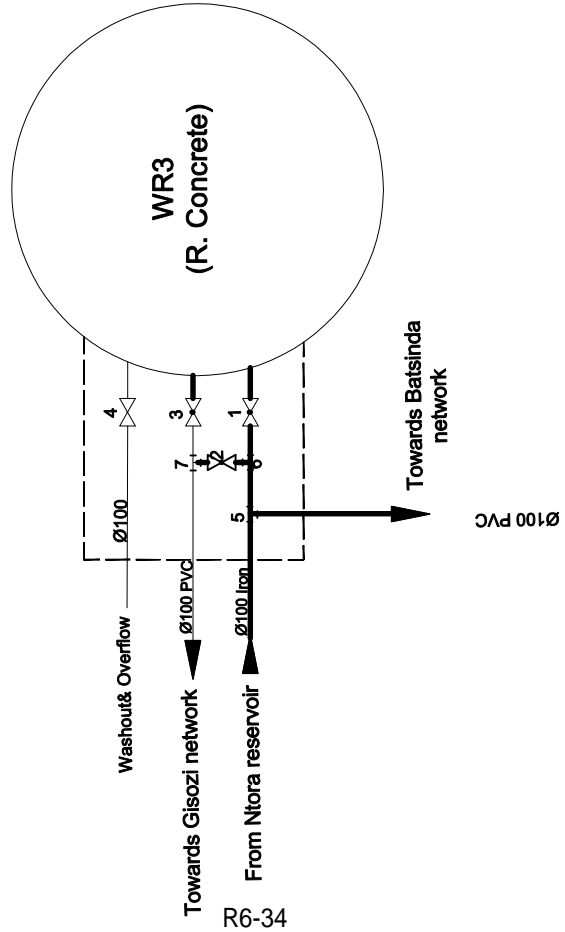 WR3
(R. Concrete)
4
3
1
7
2
6
5
Ø100
Ø100 PVC
Ø100 Iron
Washout& Overflow
Towards Gisozi network
From Ntora reservoir
Towards Batsinda
network
Ø100 PVC
R6-34